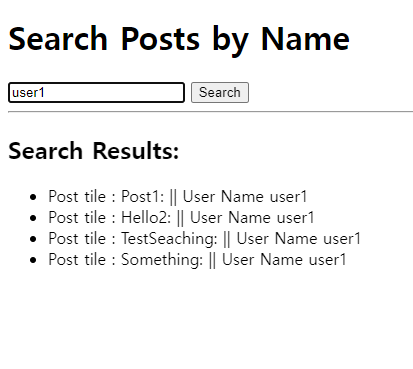 Search Posts by Name
user1 Search
Search Results:
Post tile : Post1: || User Name user1
Post tile : Hello2: || User Name user1
Post tile : TestSeaching: || User Name user1
Post tile : Something: || User Name user1